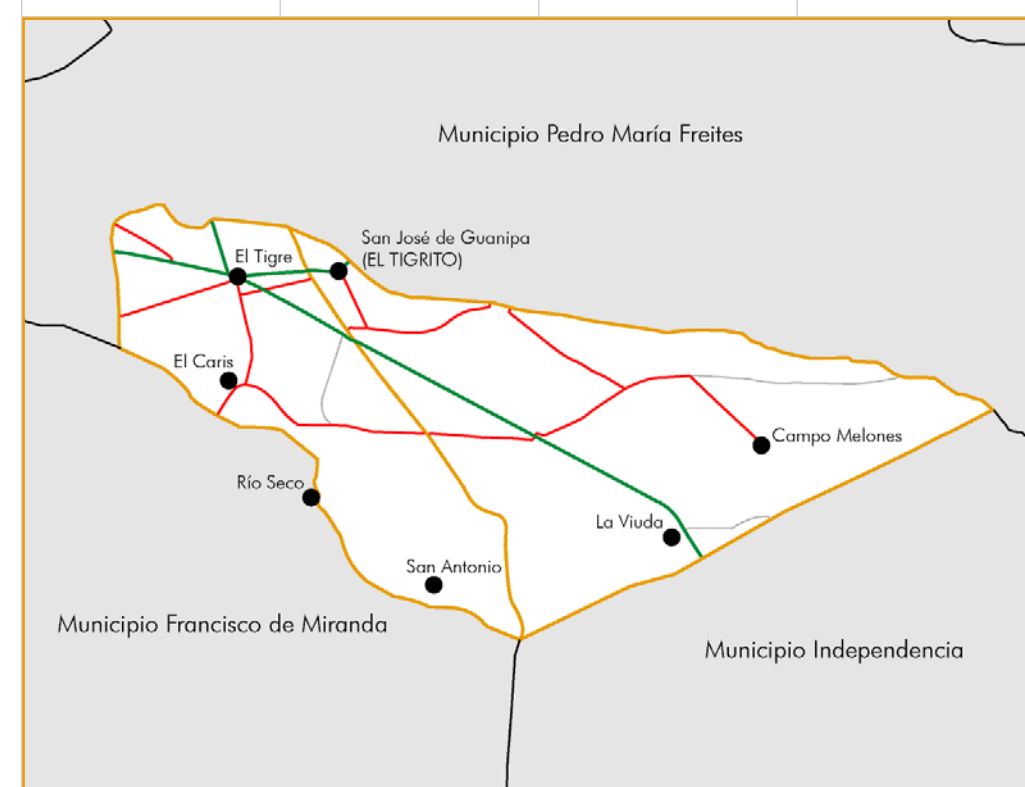 Municipio Pedro María Freites
San José de Guanipa
(EL TIGRITO)
El Tigre
El Caris
Campo Melones
Río Seco
La Viuda
San Antonio
Municipio Francisco de Miranda
Municipio Independencia